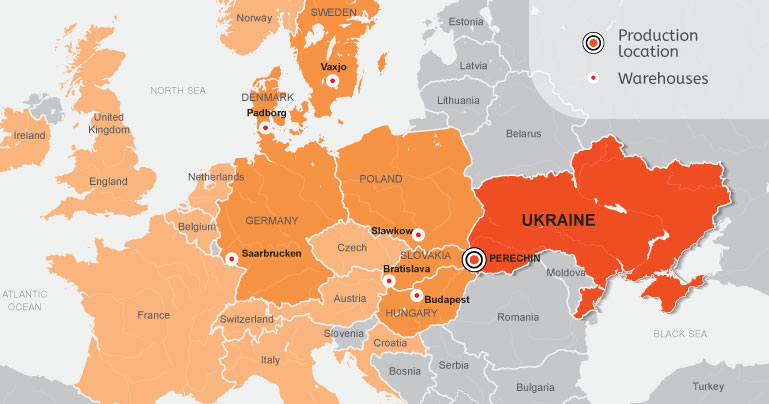 Norway
SWEDEN
Estonia
Production
location
Vaxjo
Latvia
Warehouses
NORTH SEA
DENMARK
Lithuania
Padborg
United
Kingdom
Belarus
Ireland
England
Netherlands
POLAND
Belgium
GERMANY
UKRAINE
Slawkow
Czech
Saarbrucken
SLOVAKIA
PERECHIN
Bratislava
Moldova
ATLANTIC
OCEAN
Austria
Budapest
France
HUNGARY
Switzerland
Romania
Slovenia
BLACK SEA
Croatia
Italy
Bosnia
Serbia
Bulgaria
Turkey